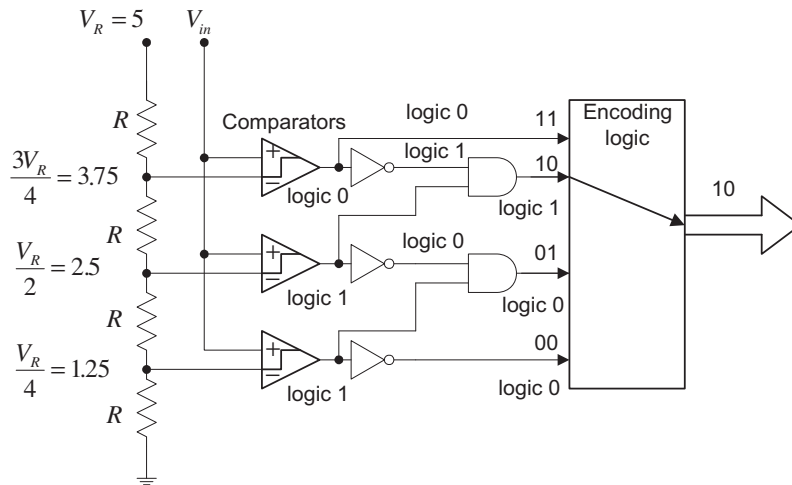 V_R = 5
V_in
R
Comparators
logic 0
11
Encoding
logic
+
−
logic 1
10
3V_R/4 = 3.75
logic 0
10
logic 1
R
logic 0
01
+
−
V_R/2 = 2.5
logic 1
logic 0
R
00
+
−
V_R/4 = 1.25
logic 1
logic 0
R